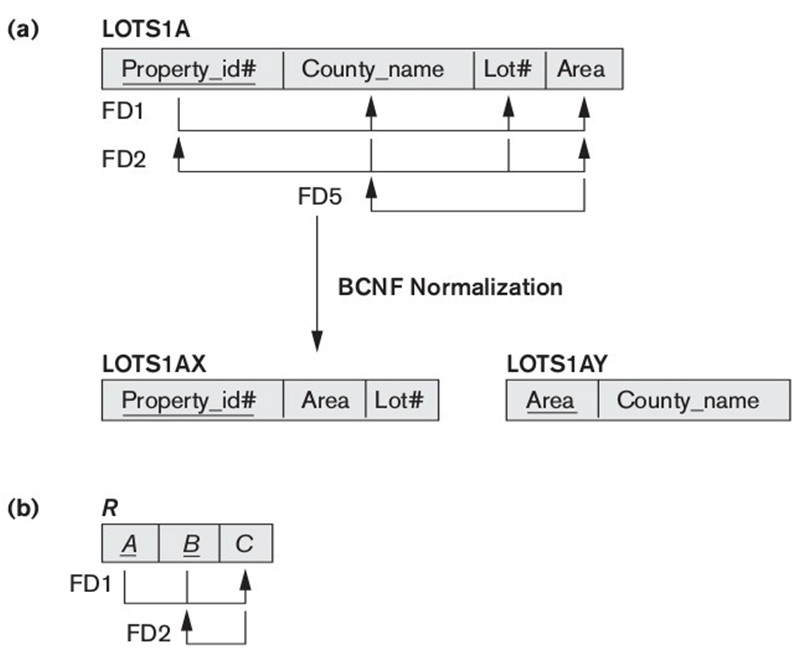 (a) LOTS1A
Property_id# County_name Lot# Area
FD1
FD2
FD5
BCNF Normalization
LOTS1AX LOTS1AY
Property_id# Area Lot# Area County_name
(b) R
A B C
FD1
FD2